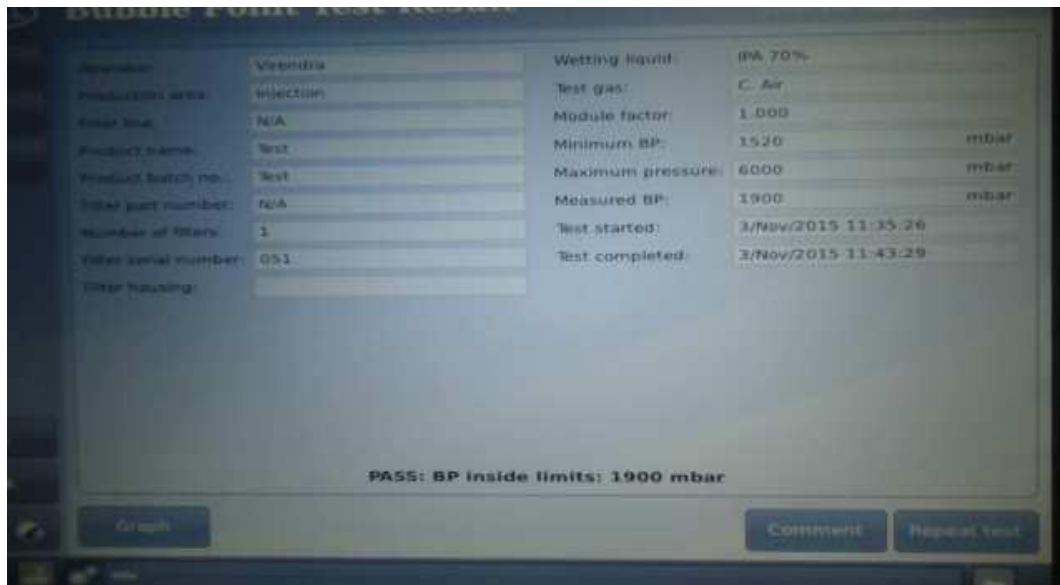 Bubble Point Test Result
Operator: Virendra
Production area: Injection
Filter line: N/A
Product name: Test
Product batch no.: Test
Filter part number: N/A
Number of filters: 1
Filter serial number: 051
Filter housing:
Wetting liquid: IPA 70%
Test gas: C. Air
Module factor: 1.000
Minimum BP: 1520 mbar
Maximum pressure: 6000 mbar
Measured BP: 1900 mbar
Test started: 3/Nov/2015 11:35:26
Test completed: 3/Nov/2015 11:43:29
PASS: BP inside limits: 1900 mbar
Graph
Comment
Repeat test